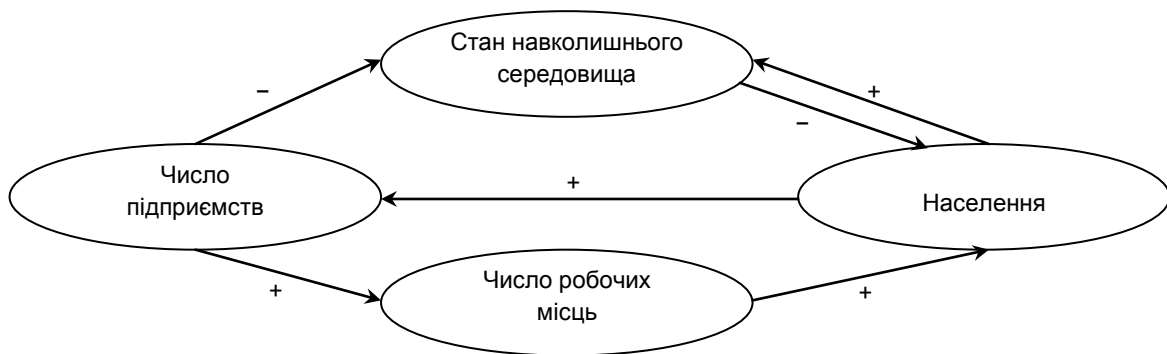 Стан навколишнього
середовища
−
+
−
Число
підприємств
+
Населення
+
Число робочих
місць
+